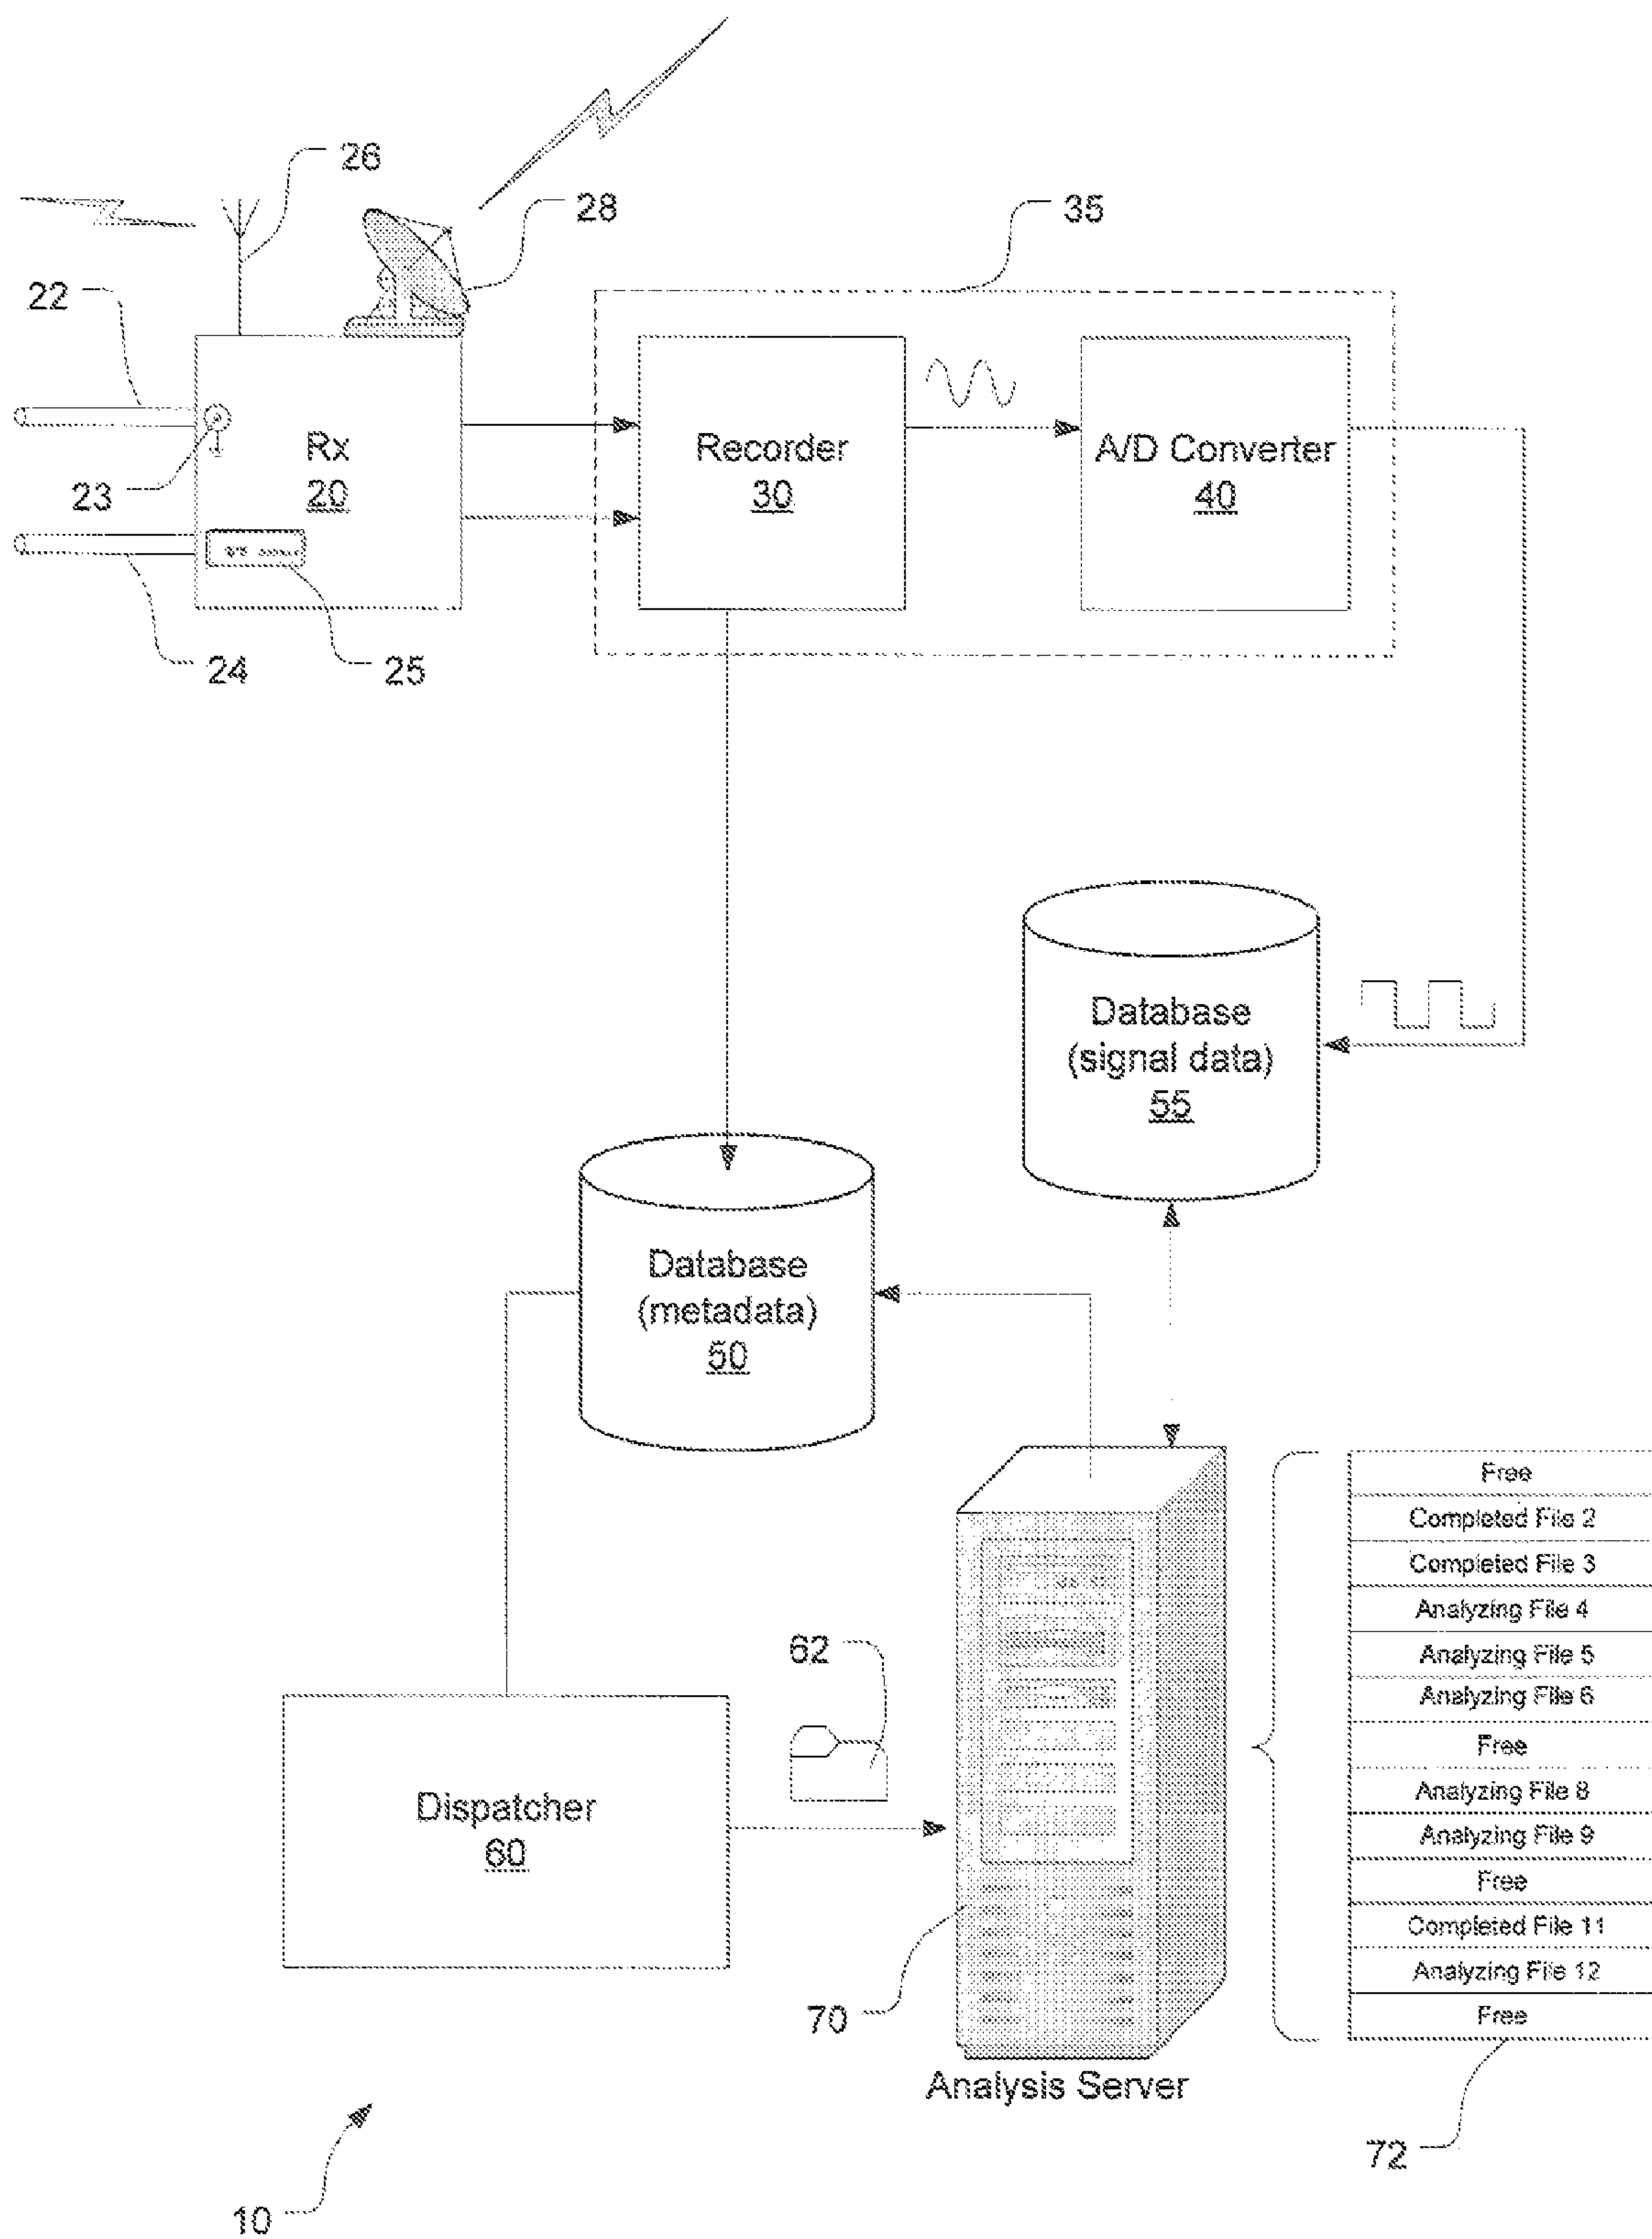 26
28
35
22
Rx
20
Recorder
30
A/D Converter
40
23
24
25
Database
(signal data)
55
Database
(metadata)
50
Free
Completed File 2
Completed File 3
Analyzing File 4
Analyzing File 5
Analyzing File 6
Free
Analyzing File 8
Analyzing File 9
Free
Completed File 11
Analyzing File 12
Free
62
Dispatcher
60
70
Analysis Server
72
10